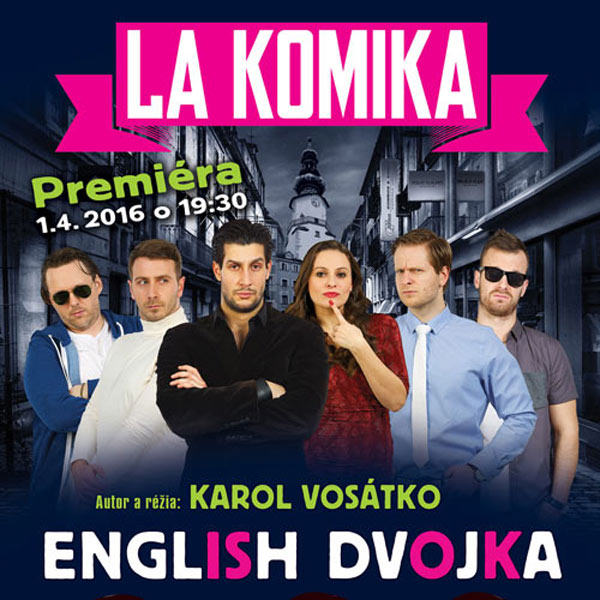 LA KOMIKA
Premiéra
1.4. 2016 o 19:30
Autor a réžia: KAROL VOSÁTKO
ENGLISH DVOJKA